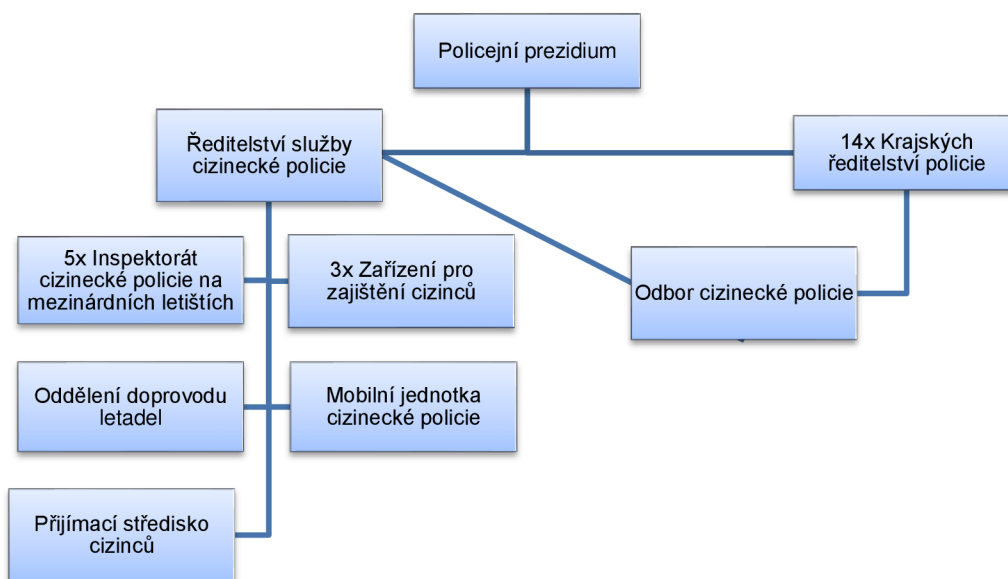 Policejní prezidium
Ředitelství služby
cizinecké policie
14x Krajských
ředitelství policie
5x Inspektorát
cizinecké policie na
mezinárdních letištích
3x Zařízení pro
zajištění cizinců
Odbor cizinecké policie
Oddělení doprovodu
letadel
Mobilní jednotka
cizinecké policie
Přijímací středisko
cizinců